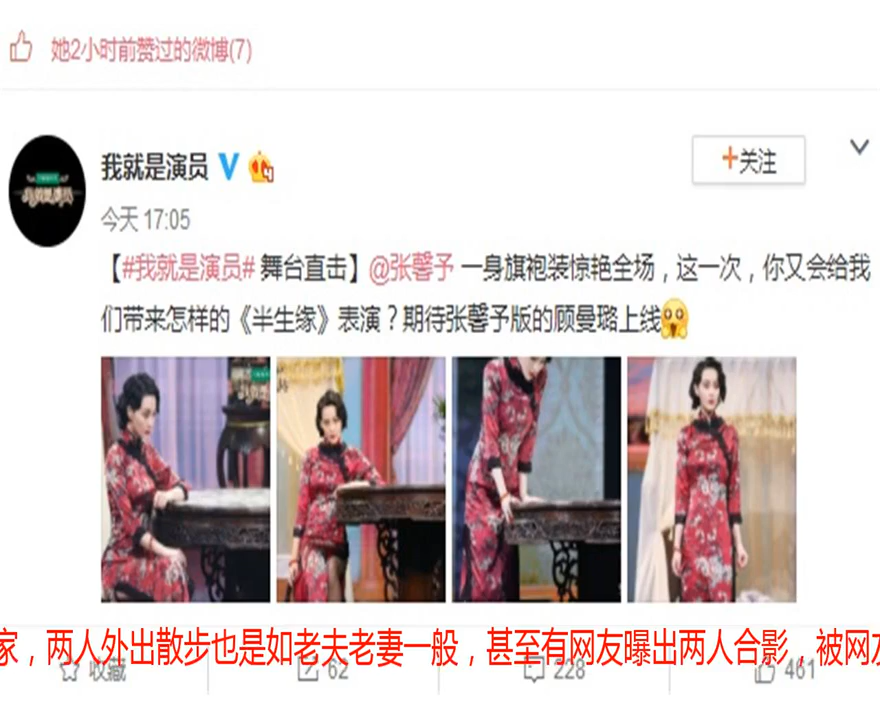 她2小时前赞过的微博(7)
我就是演员
+关注
今天 17:05
【#我就是演员# 舞台直击】@张馨予 一身旗袍装惊艳全场，这一次，你又会给我
们带来怎样的《半生缘》表演？期待张馨予版的顾曼璐上线
家，两人外出散步也是如老夫老妻一般，甚至有网友曝出两人合影，被网友
收藏
62
228
461